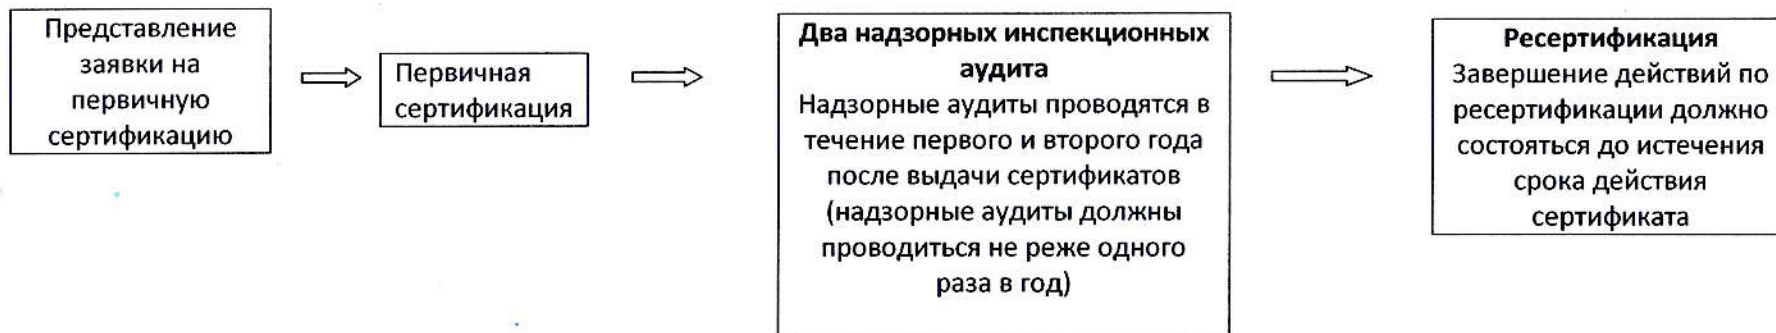 Представление
заявки на
первичную
сертификацию
Первичная
сертификация
Два надзорных инспекционных
аудита
Надзорные аудиты проводятся в
течение первого и второго года
после выдачи сертификатов
(надзорные аудиты должны
проводиться не реже одного
раза в год)
Ресертификация
Завершение действий по
ресертификации должно
состояться до истечения
срока действия
сертификата